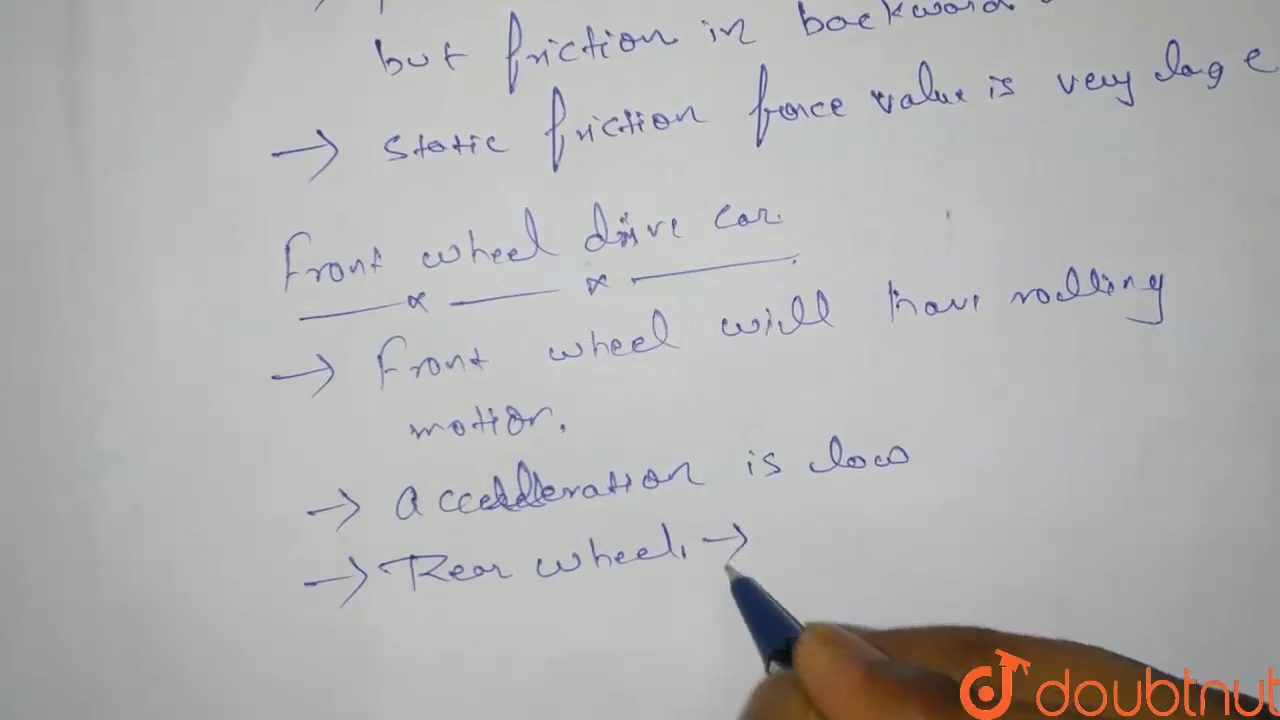 but friction in backward
→ static friction force value is very lage
Front wheel drive car.
→ Front wheel will have rolling
motion.
→ accelderation is low
→ Rear wheel, →
doubtnut